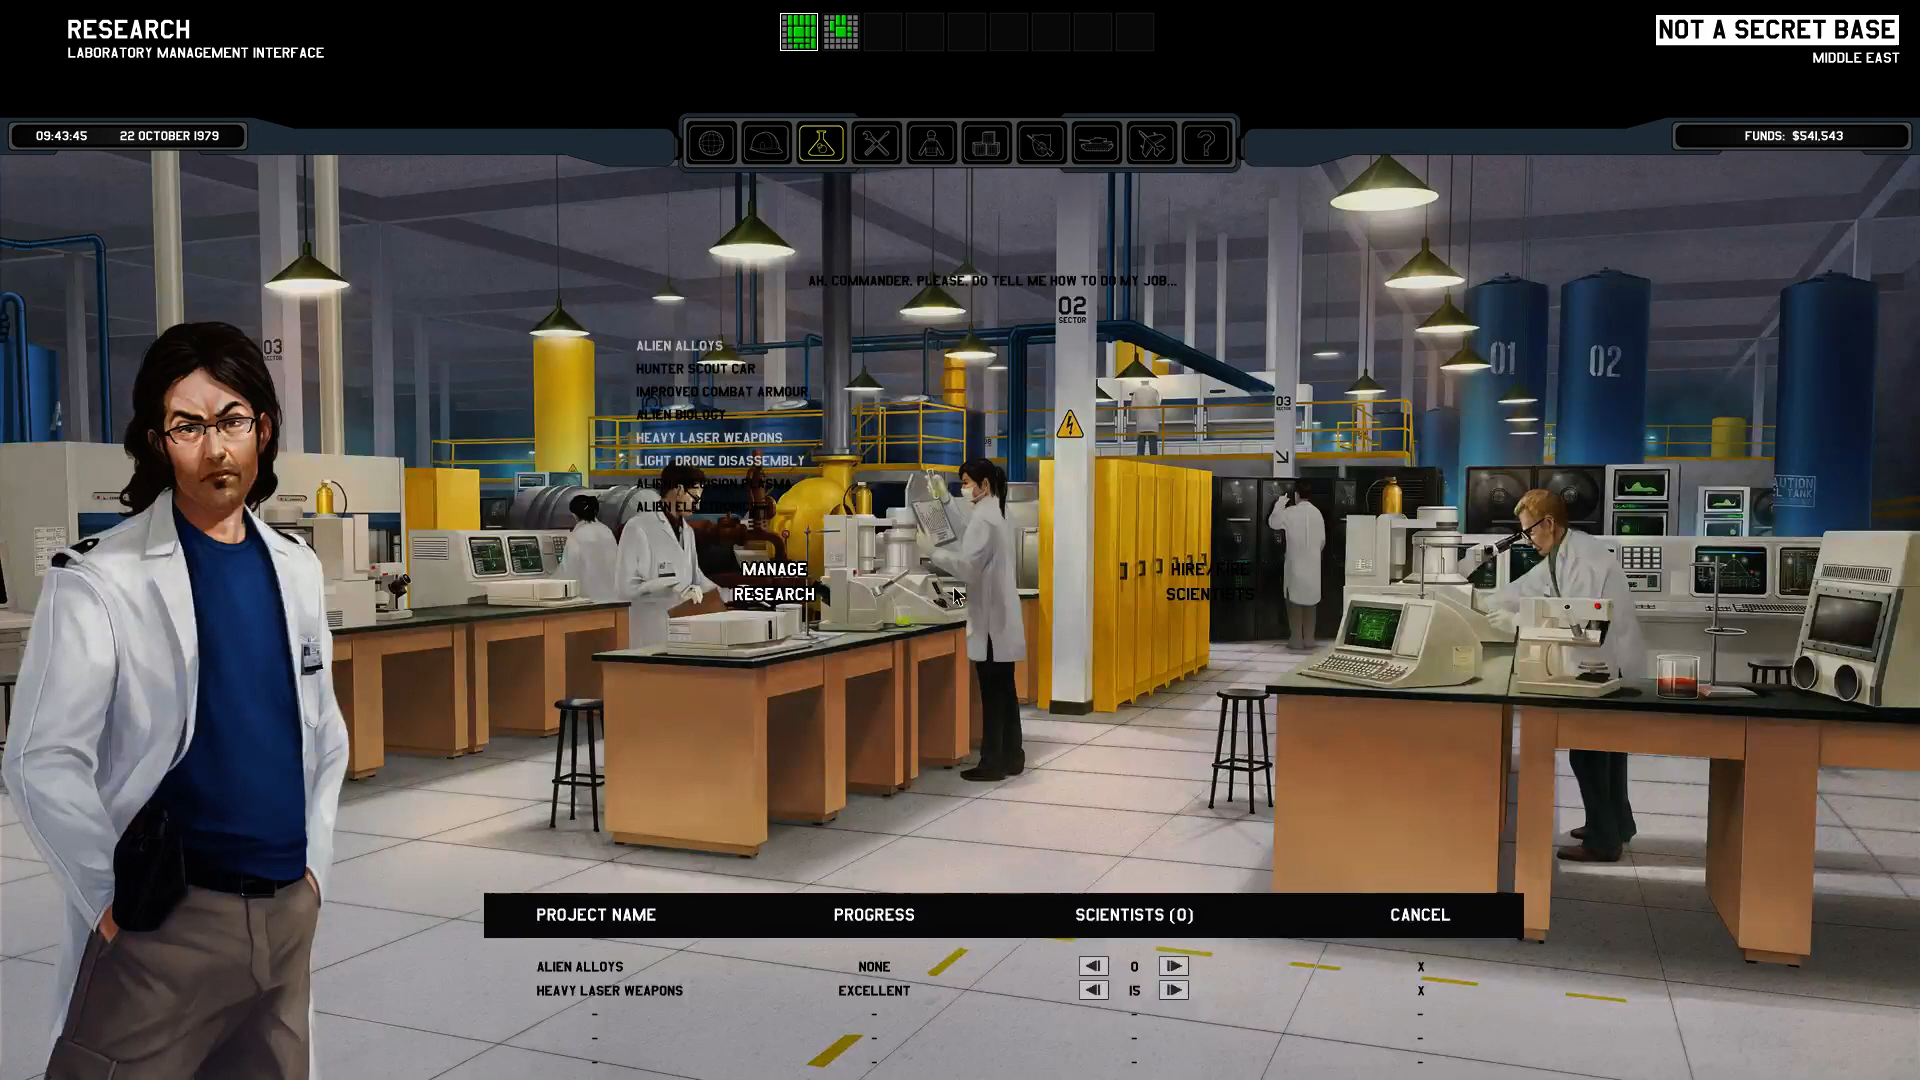 RESEARCH
LABORATORY MANAGEMENT INTERFACE
NOT A SECRET BASE
MIDDLE EAST
09:43:45 22 OCTOBER 1979
FUNDS: $541,543
AH, COMMANDER. PLEASE, DO TELL ME HOW TO DO MY JOB...
02
SECTOR
03
ALIEN ALLOYS
HUNTER SCOUT CAR
IMPROVED COMBAT ARMOUR
ALIEN BIOLOGY
HEAVY LASER WEAPONS
LIGHT DRONE DISASSEMBLY
PLASMA
03
SECTOR
01
02
CAUTION
TANK
MANAGE
RESEARCH
HIRE/FIRE
SCIENTISTS
PROJECT NAME PROGRESS SCIENTISTS (0) CANCEL
ALIEN ALLOYS NONE 0 X
HEAVY LASER WEAPONS EXCELLENT 15 X
- - - -
- - - -
- - - -